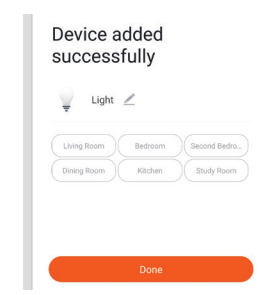 Device added
successfully
Light
Living Room Bedroom Second Bedro...
Dining Room Kitchen Study Room
Done